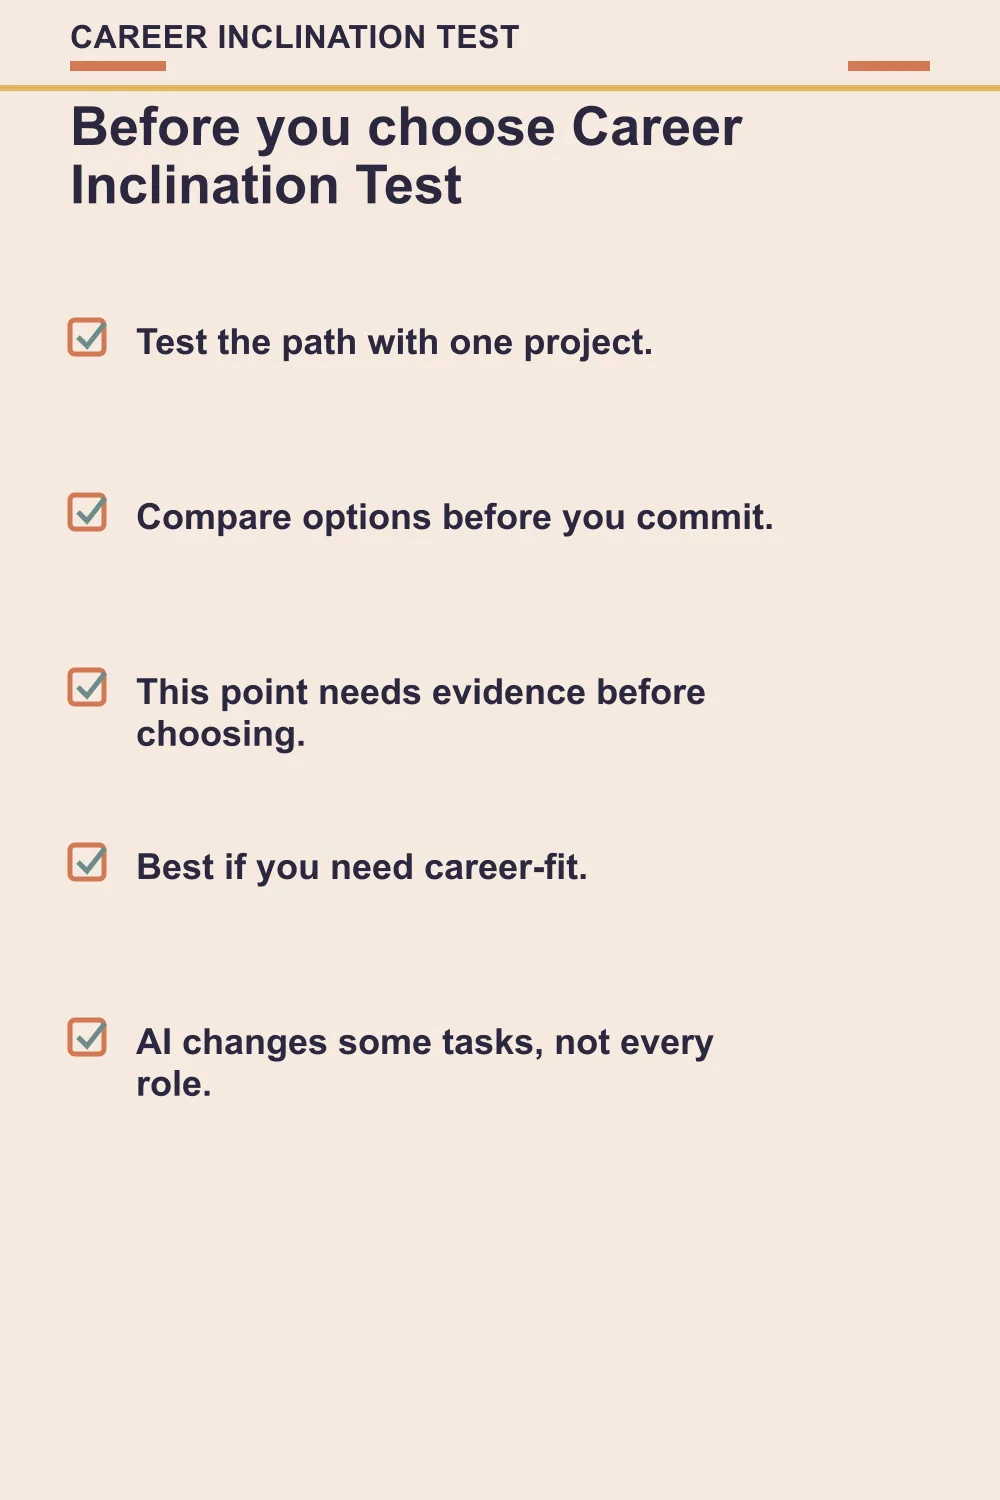 CAREER INCLINATION TEST
Before you choose Career
Inclination Test
Test the path with one project.
Compare options before you commit.
This point needs evidence before
choosing.
Best if you need career-fit.
AI changes some tasks, not every
role.